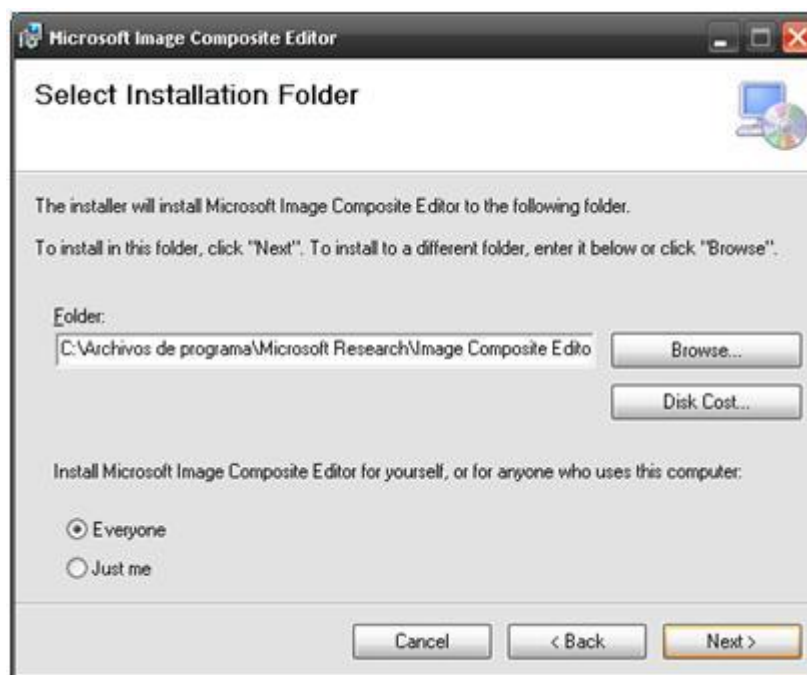 Microsoft Image Composite Editor
Select Installation Folder
The installer will install Microsoft Image Composite Editor to the following folder.
To install in this folder, click "Next". To install to a different folder, enter it below or click "Browse".
Folder:
C:\Archivos de programa\Microsoft Research\Image Composite Edito
Browse...
Disk Cost...
Install Microsoft Image Composite Editor for yourself, or for anyone who uses this computer:
Everyone
Just me
Cancel
< Back
Next >